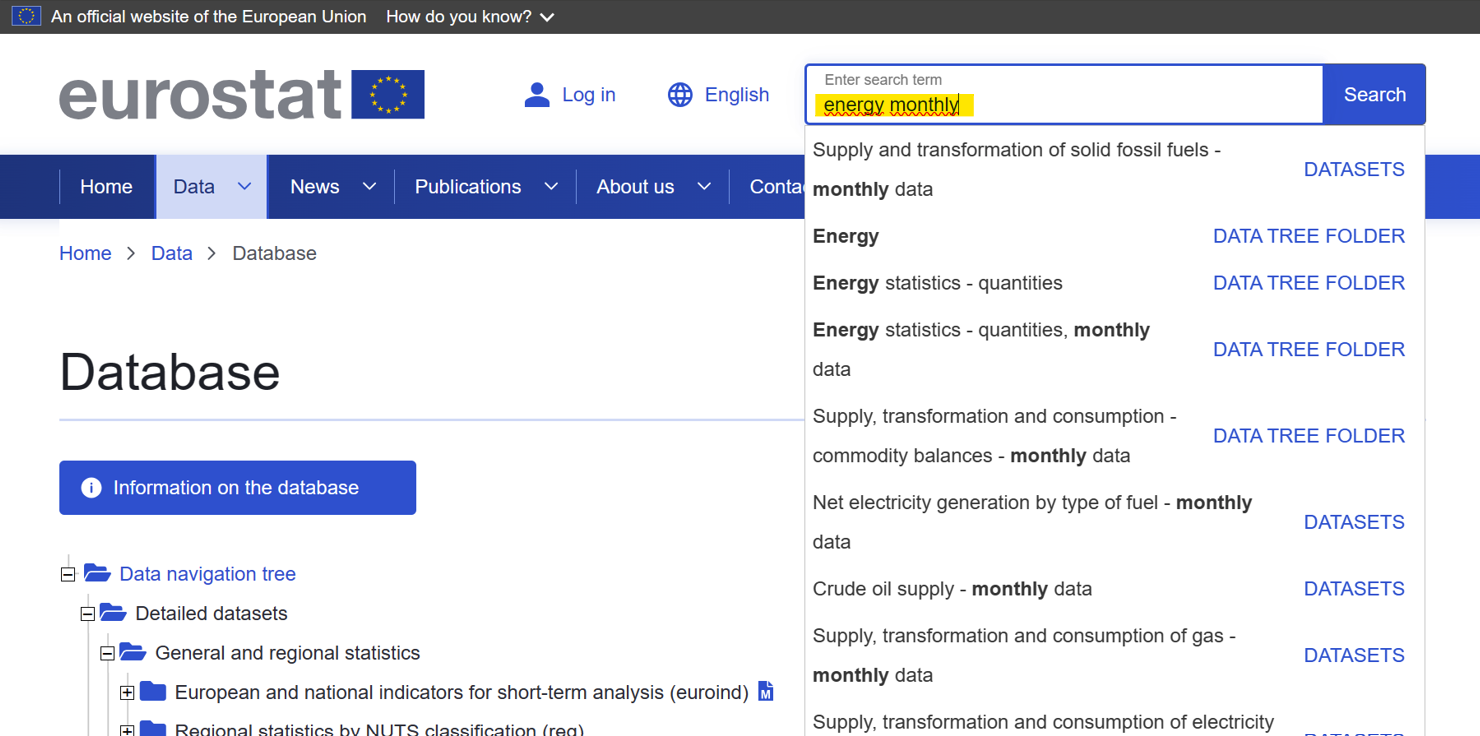 An official website of the European Union How do you know?
eurostat
Log in
English
Enter search term
energy monthly
Search
Home
Data
News
Publications
About us
Conta
Home > Data > Database
Database
Information on the database
Data navigation tree
Detailed datasets
General and regional statistics
European and national indicators for short-term analysis (euroind) M
Regional statistics by NUTS classification (reg)
Supply and transformation of solid fossil fuels -
monthly data
DATASETS
Energy DATA TREE FOLDER
Energy statistics - quantities DATA TREE FOLDER
Energy statistics - quantities, monthly
data
DATA TREE FOLDER
Supply, transformation and consumption -
commodity balances - monthly data
DATA TREE FOLDER
Net electricity generation by type of fuel - monthly
data
DATASETS
Crude oil supply - monthly data DATASETS
Supply, transformation and consumption of gas -
monthly data
DATASETS
Supply, transformation and consumption of electricity